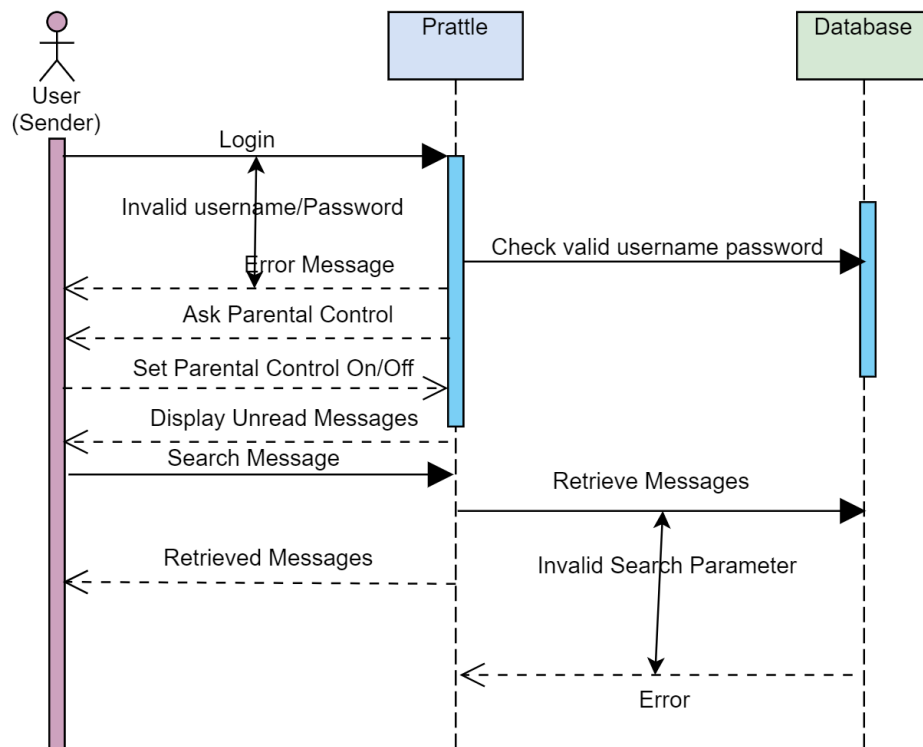 Prattle
Database
User
(Sender)
Login
Invalid username/Password
Check valid username password
Error Message
Ask Parental Control
Set Parental Control On/Off
Display Unread Messages
Search Message
Retrieve Messages
Retrieved Messages
Invalid Search Parameter
Error